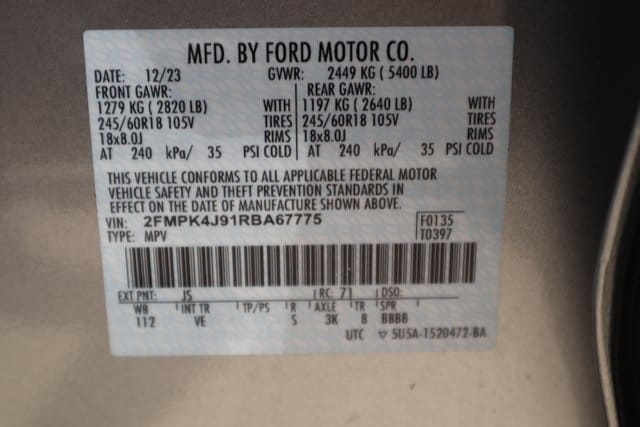 MFD. BY FORD MOTOR CO.
DATE: 12/23 GVWR: 2449 KG ( 5400 LB)
FRONT GAWR: REAR GAWR:
1279 KG ( 2820 LB) WITH 1197 KG ( 2640 LB) WITH
245/60R18 105V TIRES 245/60R18 105V TIRES
18x8.0J RIMS 18x8.0J RIMS
AT 240 kPa/ 35 PSI COLD AT 240 kPa/ 35 PSI COLD
THIS VEHICLE CONFORMS TO ALL APPLICABLE FEDERAL MOTOR
VEHICLE SAFETY AND THEFT PREVENTION STANDARDS IN
EFFECT ON THE DATE OF MANUFACTURE SHOWN ABOVE.
VIN: 2FMPK4J91RBA67775 F0135
TYPE: MPV T0397
EXT PNT: JS RC: 71 DSO:
WB INT TR TP/PS R AXLE TR SPR
112 VE S 3K B BBBB
UTC ▽ 5U5A-1520472-BA